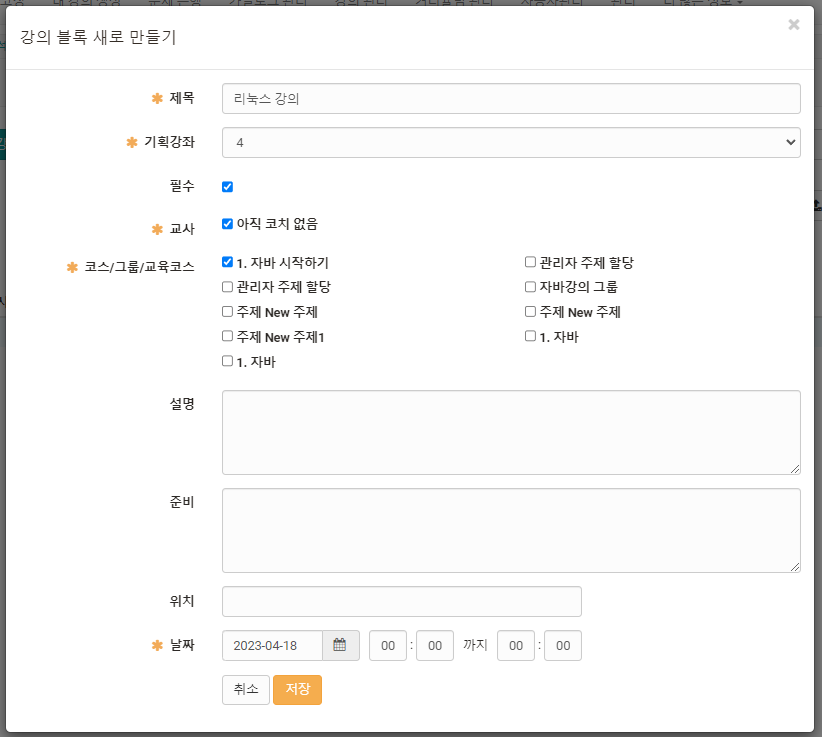 강의 블록 새로 만들기 ×
✱ 제목 리눅스 강의
✱ 기획강좌 4
필수
✱ 교사 아직 코치 없음
✱ 코스/그룹/교육코스 1. 자바 시작하기 관리자 주제 할당
관리자 주제 할당 자바강의 그룹
주제 New 주제 주제 New 주제
주제 New 주제1 1. 자바
1. 자바
설명
준비
위치
✱ 날짜 2023-04-18 00 : 00 까지 00 : 00
취소 저장